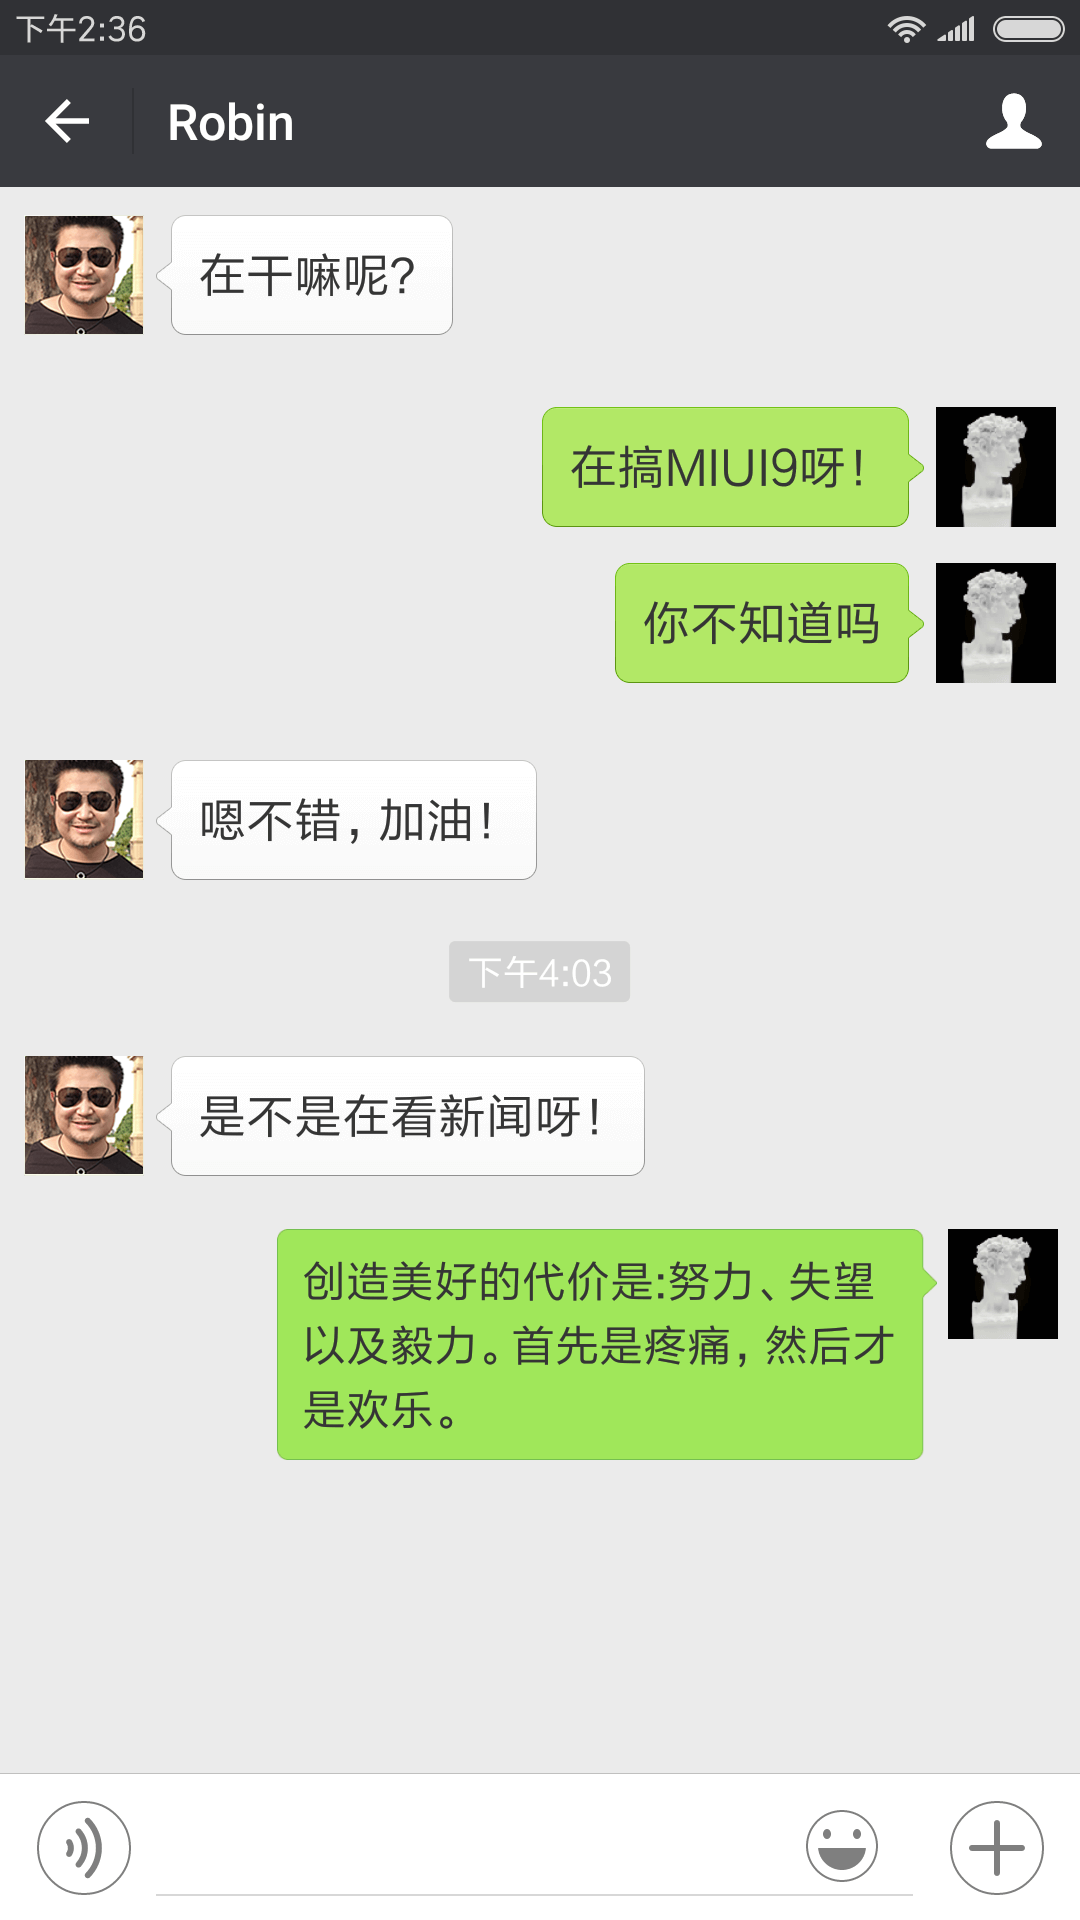 下午2:36
Robin
在干嘛呢?
在搞MIUI9呀!
你不知道吗
嗯不错,加油!
下午4:03
是不是在看新闻呀!
创造美好的代价是:努力、失望
以及毅力。首先是疼痛,然后才
是欢乐。